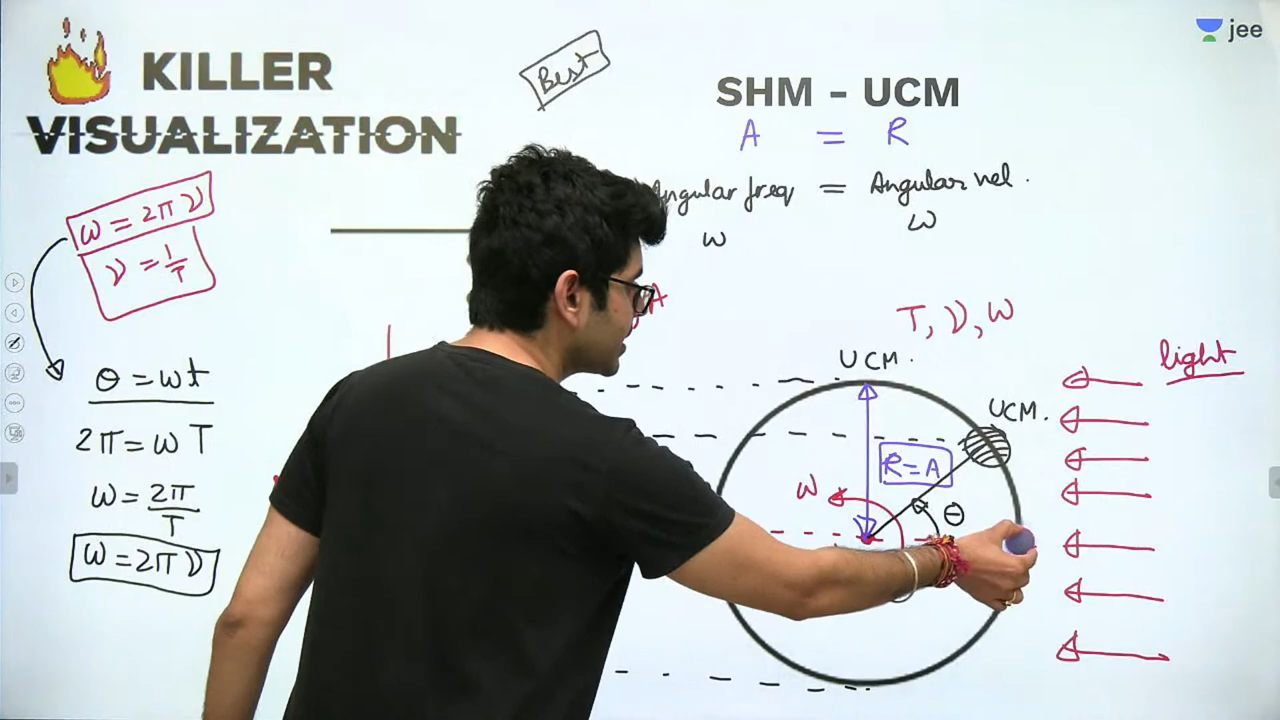 KILLER
VISUALIZATION
Best
jee
SHM - UCM
A = R
Angular freq = Angular vel.
ω ω
ω = 2πν
ν = 1/T
θ = ωt
2π = ω T
ω = 2π/T
ω = 2πν
A
T, ν, ω
light
UCM.
UCM.
R = A
ω
θ